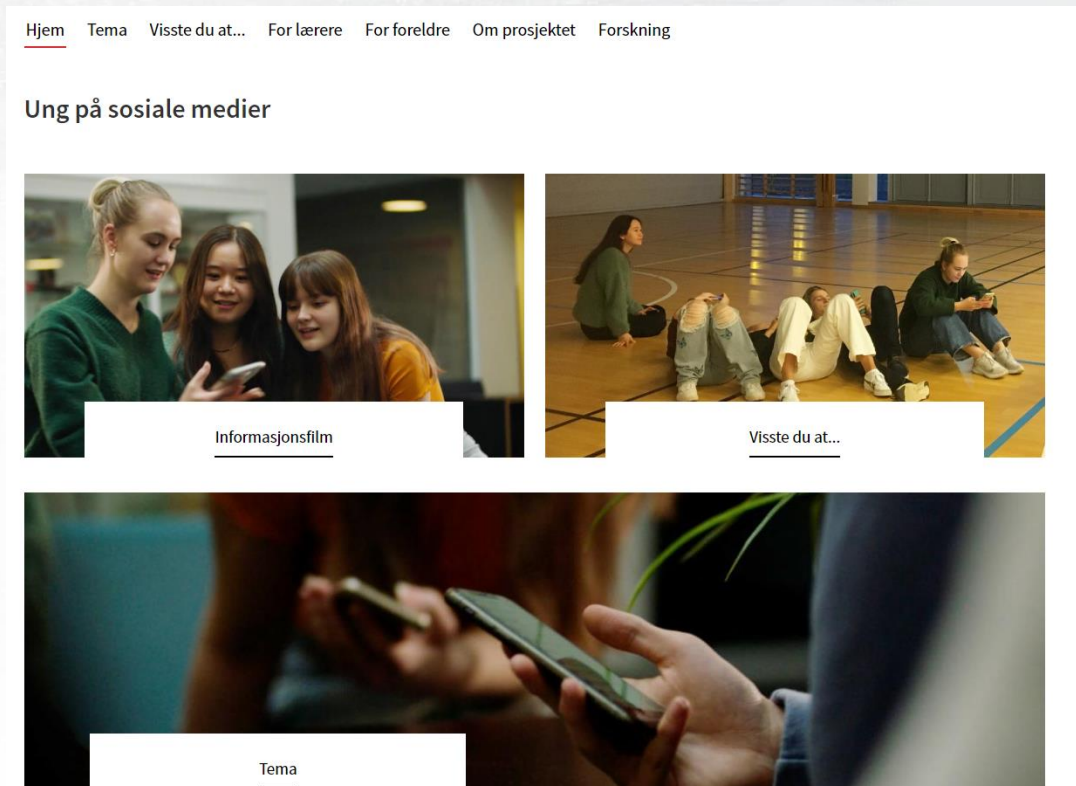 Hjem Tema Visste du at... For lærere For foreldre Om prosjektet Forskning
Ung på sosiale medier
Informasjonsfilm
Visste du at...
Tema